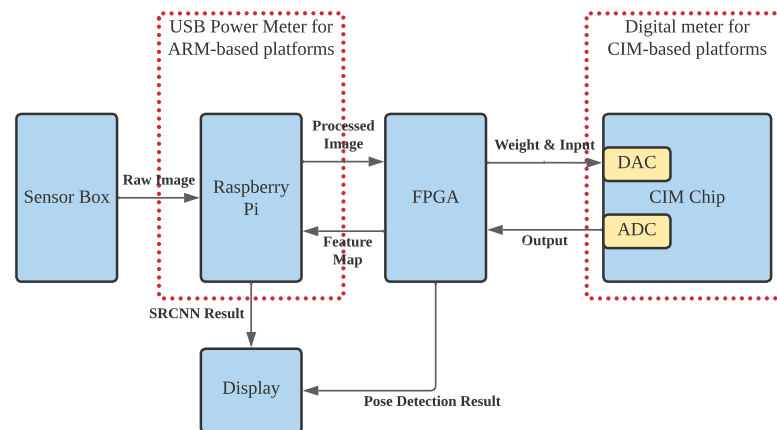 USB Power Meter for
ARM-based platforms
Digital meter for
CIM-based platforms
Sensor Box
Raw Image
Raspberry
Pi
Processed
Image
Feature
Map
FPGA
Weight & Input
Output
DAC
CIM Chip
ADC
SRCNN Result
Display
Pose Detection Result